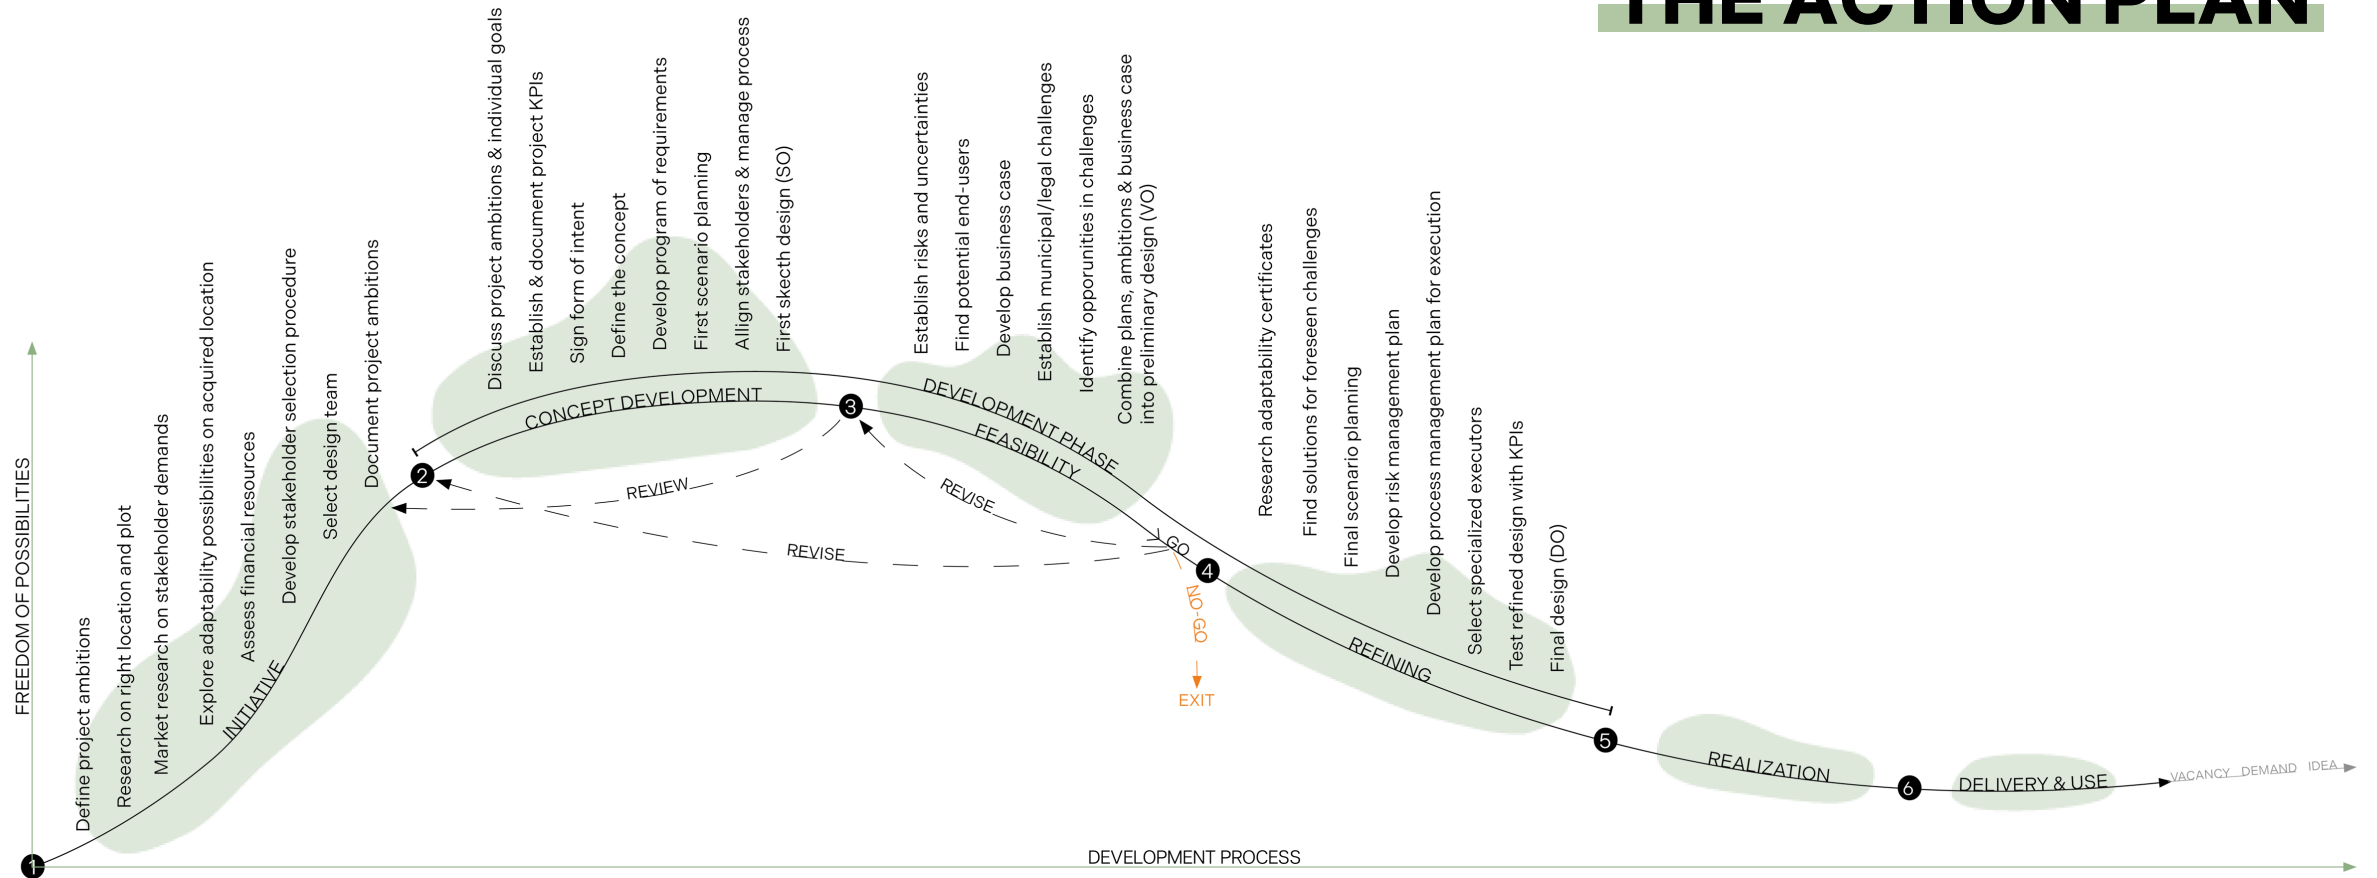 THE ACTION PLAN
FREEDOM OF POSSIBILITIES
DEVELOPMENT PROCESS
1
Define project ambitions
Research on right location and plot
Market research on stakeholder demands
Explore adaptability possibilities on acquired location
Assess financial resources
Develop stakeholder selection procedure
Select design team
Document project ambitions
INITIATIVE
2
Discuss project ambitions & individual goals
Establish & document project KPIs
Sign form of intent
Define the concept
Develop program of requirements
First scenario planning
Allign stakeholders & manage process
First skecth design (SO)
CONCEPT DEVELOPMENT
3
REVIEW
REVISE
REVISE
Establish risks and uncertainties
Find potential end-users
Develop business case
Establish municipal/legal challenges
Identify opporunities in challenges
Combine plans, ambitions & business case
into preliminary design (VO)
DEVELOPMENT PHASE
FEASIBILITY
GO
4
NO-GO
EXIT
Research adaptability certificates
Find solutions for foreseen challenges
Final scenario planning
Develop risk management plan
Develop process management plan for execution
Select specialized executors
Test refined design with KPIs
Final design (DO)
REFINING
5
REALIZATION
6
DELIVERY & USE
VACANCY DEMAND IDEA